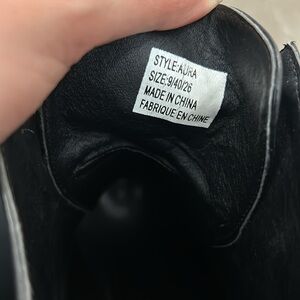 STYLE:AURA
SIZE:9/40/26
MADE IN CHINA
FABRIQUE EN CHINE